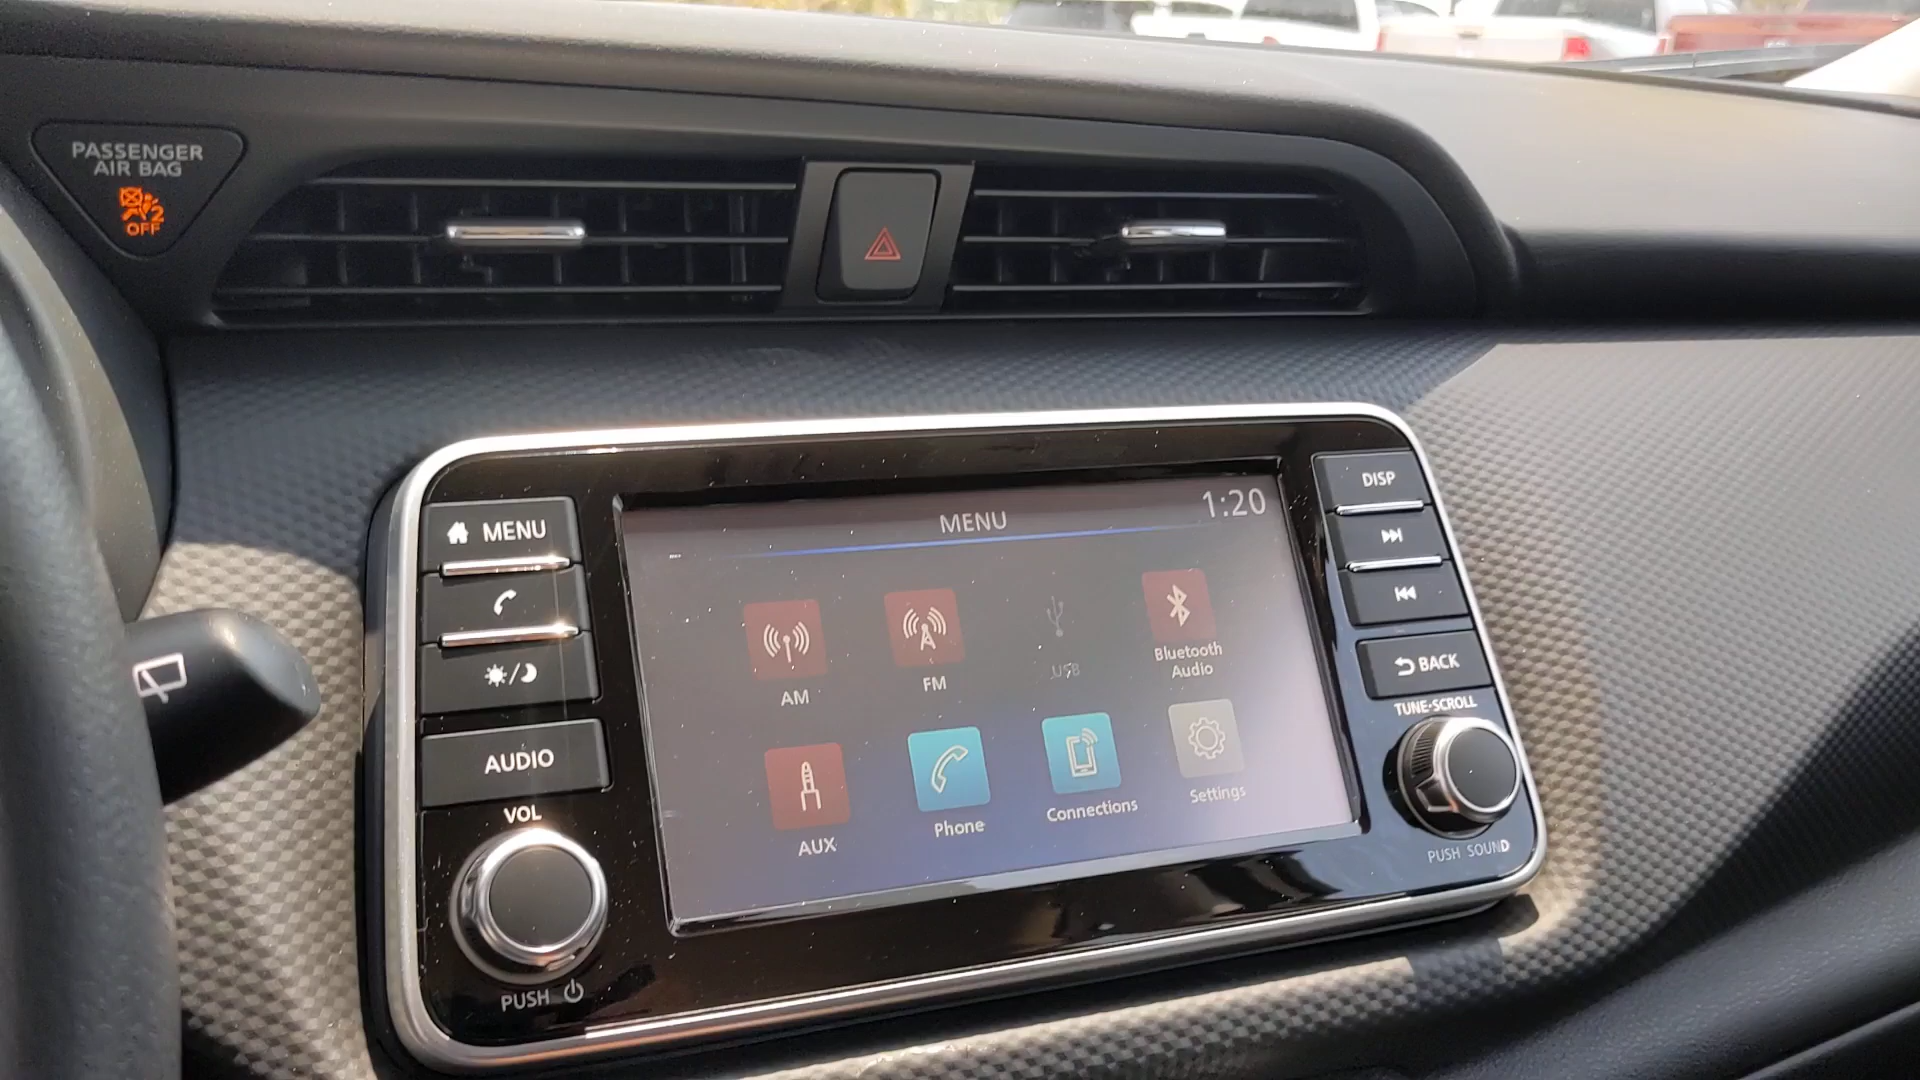 PASSENGER
AIR BAG
2
OFF
MENU
AUDIO
VOL
PUSH
MENU
1:20
AM
FM
USB
Bluetooth
Audio
AUX
Phone
Connections
Settings
DISP
BACK
TUNE·SCROLL
PUSH SOUND